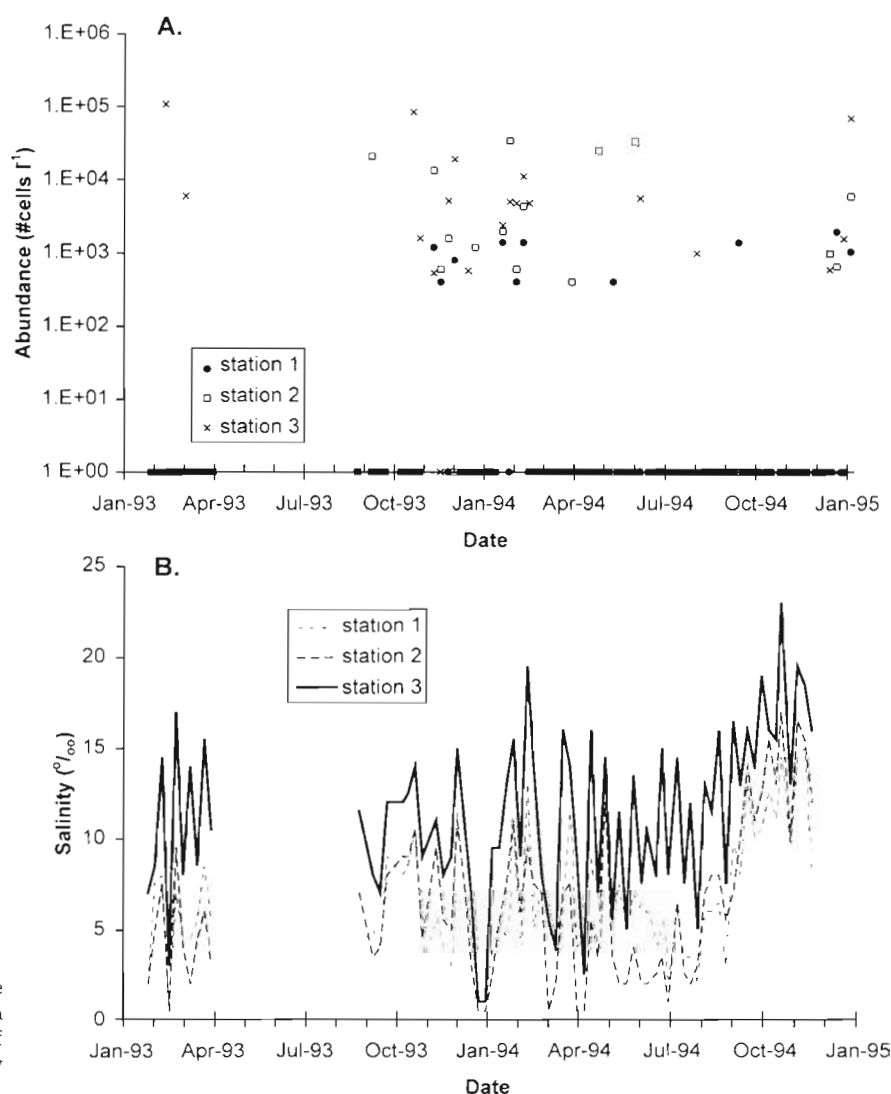 A.
1.E+06
1.E+05
1.E+04
1.E+03
1.E+02
1.E+01
1 E+00
Abundance (#cells l⁻¹)
station 1
station 2
station 3
Jan-93 Apr-93 Jul-93 Oct-93 Jan-94 Apr-94 Jul-94 Oct-94 Jan-95
Date
B.
25
20
15
10
5
0
Salinity (⁰/₀₀)
station 1
station 2
station 3
Jan-93 Apr-93 Jul-93 Oct-93 Jan-94 Apr-94 Jul-94 Oct-94 Jan-95
Date